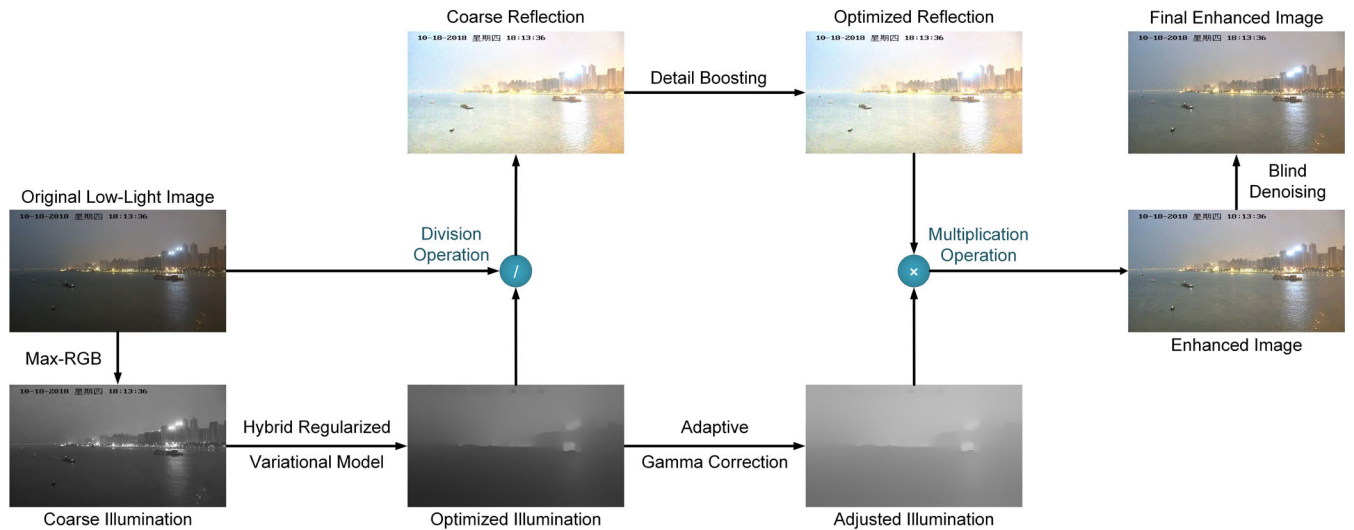 Coarse Reflection
Optimized Reflection
Final Enhanced Image
10-18-2018 星期四 18:13:36
10-18-2018 星期四 18:13:36
10-18-2018 星期四 18:13:36
Detail Boosting
Original Low-Light Image
10-18-2018 星期四 18:13:36
Blind
Denoising
10-18-2018 星期四 18:13:36
Division
Operation
/
Multiplication
Operation
×
Max-RGB
Enhanced Image
10-18-2018 星期四 18:13:36
Hybrid Regularized
Variational Model
Adaptive
Gamma Correction
Coarse Illumination
Optimized Illumination
Adjusted Illumination